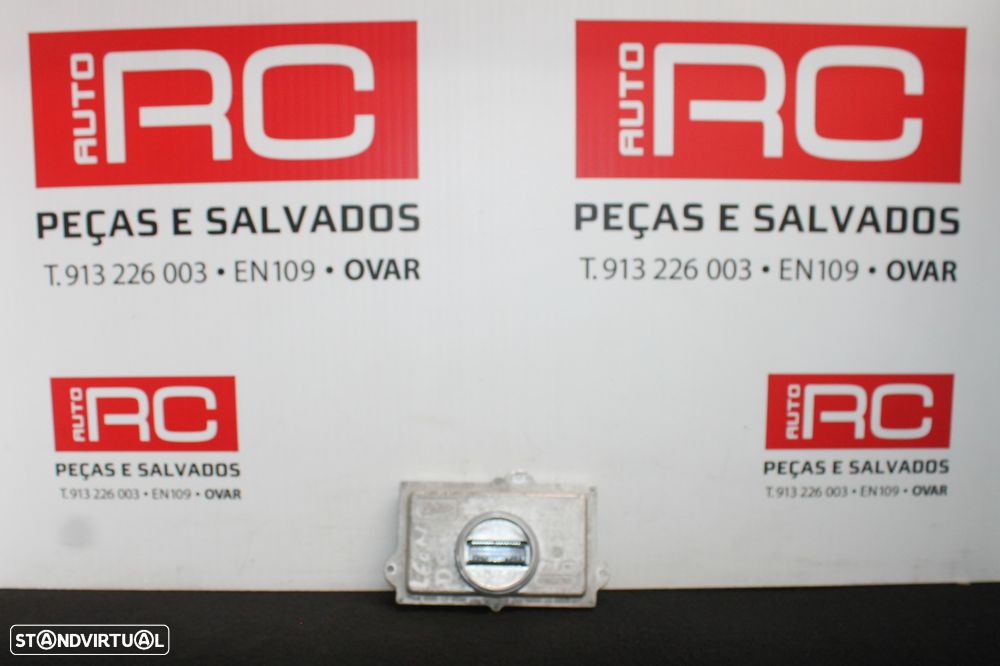 AUTO RC
PEÇAS E SALVADOS
T. 913 226 003 • EN109 • OVAR
AUTO RC
PEÇAS E SALVADOS
T. 913 226 003 • EN109 • OVAR
AUTO RC
PEÇAS E SALVADOS
T. 913 226 003 • EN109 • OVAR
AUTO RC
PEÇAS E SALVADOS
T. 913 226 003 • EN109 • OVAR
STANDVIRTUAL